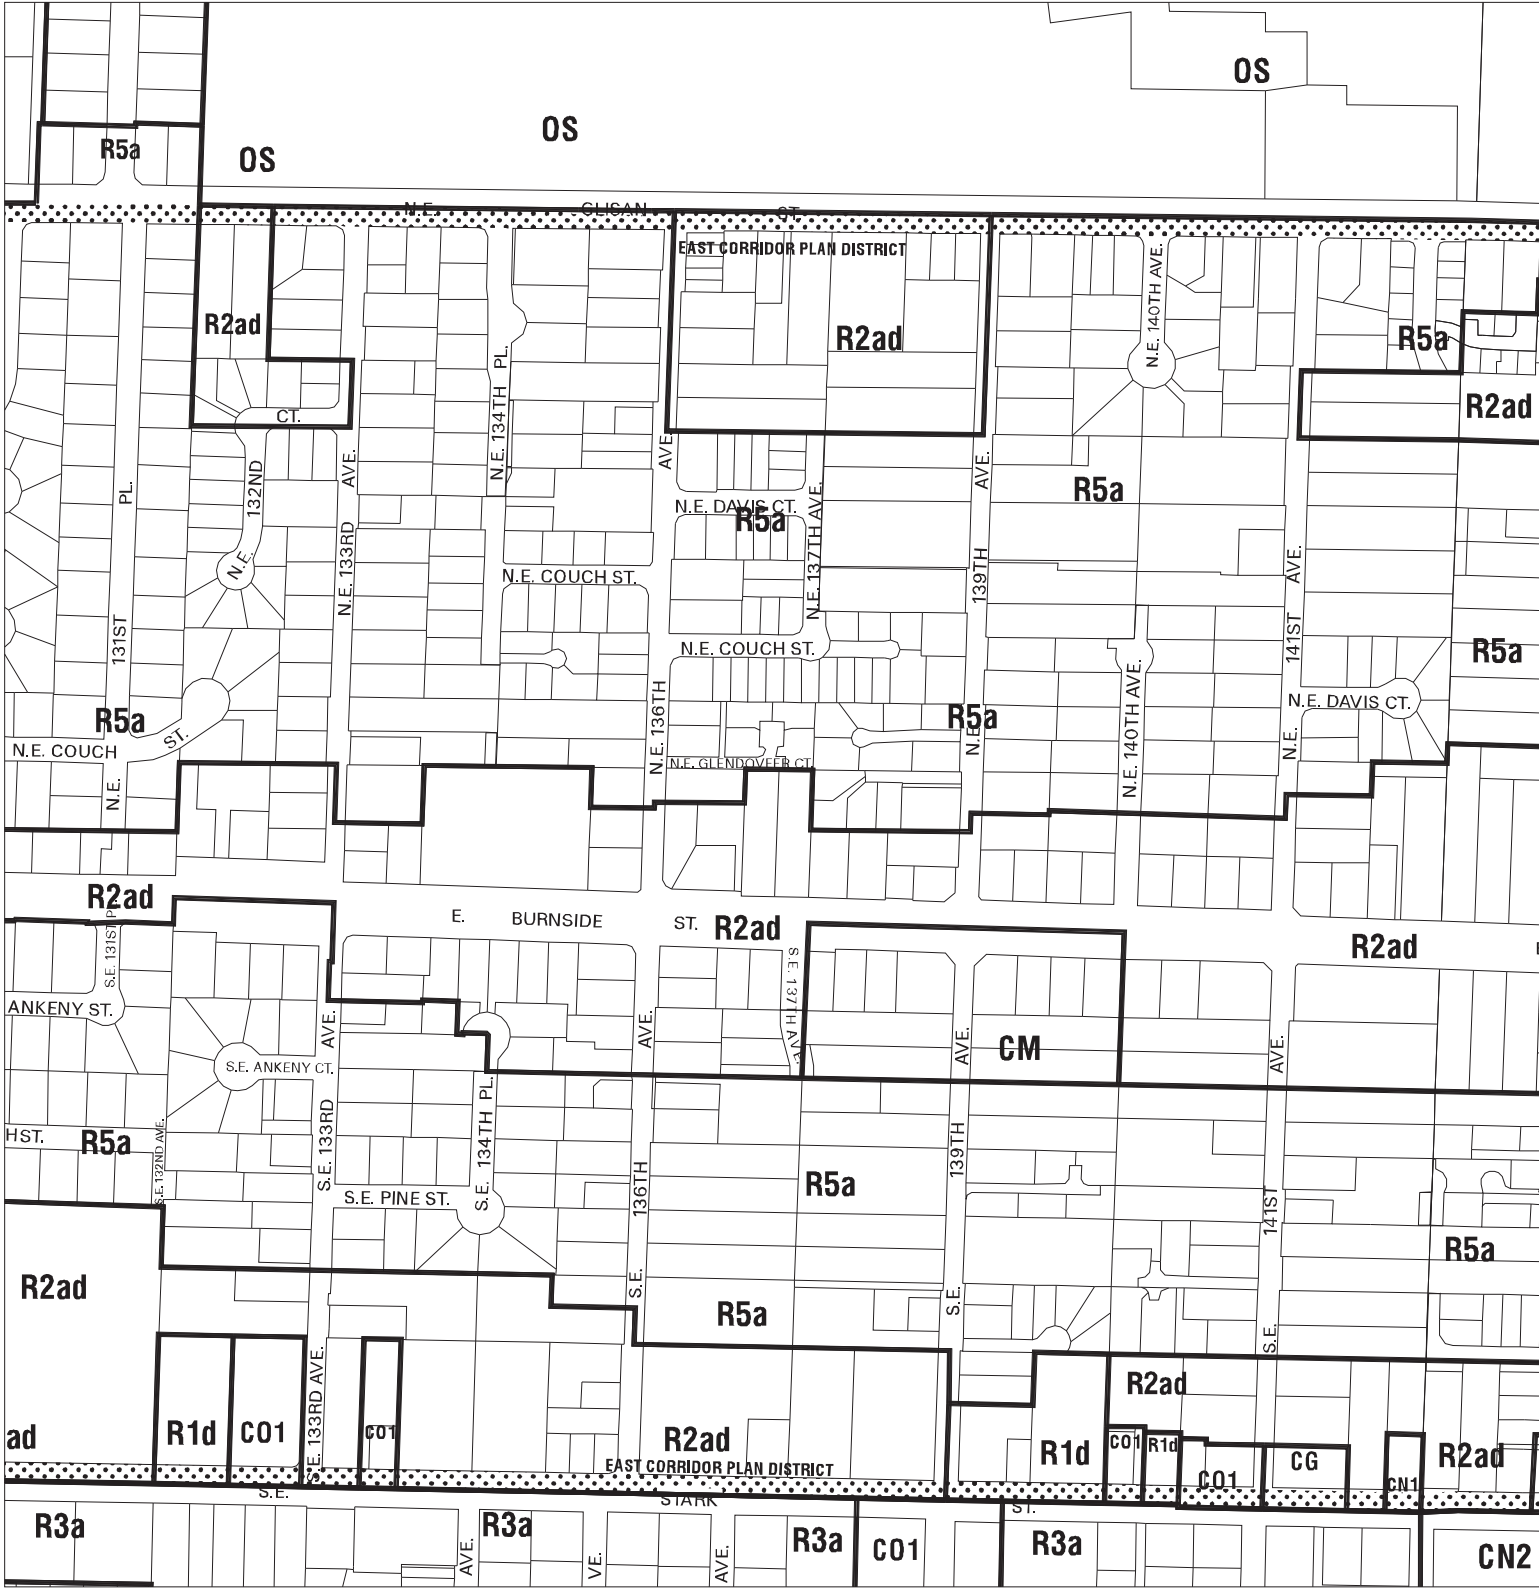 OS
OS
OS
R5a
N.E. GLISAN ST.
EAST CORRIDOR PLAN DISTRICT
R2ad
R2ad
R5a
R2ad
CT.
N.E. 132ND
N.E. 133RD AVE.
N.E. 134TH PL.
N.E. 136TH AVE.
N.E. 137TH AVE.
N.E. 139TH AVE.
N.E. 140TH AVE.
N.E. 141ST AVE.
N.E. 131ST PL.
R5a
N.E. DAVIS CT.
R5a
N.E. COUCH ST.
N.E. COUCH ST.
R5a
N.E. DAVIS CT.
R5a
R5a
N.E. COUCH ST.
N.E. GLENDOVEER CT.
N.E. 140TH AVE.
R2ad
E. BURNSIDE ST.
R2ad
R2ad
S.E. 131ST P
S.E. 137TH AVE.
ANKENY ST.
S.E. ANKENY CT.
CM
S.E. 133RD AVE.
S.E. 134TH PL.
S.E. 136TH AVE.
S.E. 139TH AVE.
S.E. 141ST AVE.
H ST.
R5a
S.E. 132ND AVE.
S.E. PINE ST.
R5a
R5a
R2ad
R5a
R2ad
S.E. 133RD AVE.
R1d
CO1
CO1
R2ad
R1d
CO1
R1d
CO1
CG
CN1
R2ad
ad
EAST CORRIDOR PLAN DISTRICT
S.E. STARK ST.
R3a
R3a
R3a
CO1
R3a
CN2
AVE.
VE.
AVE.